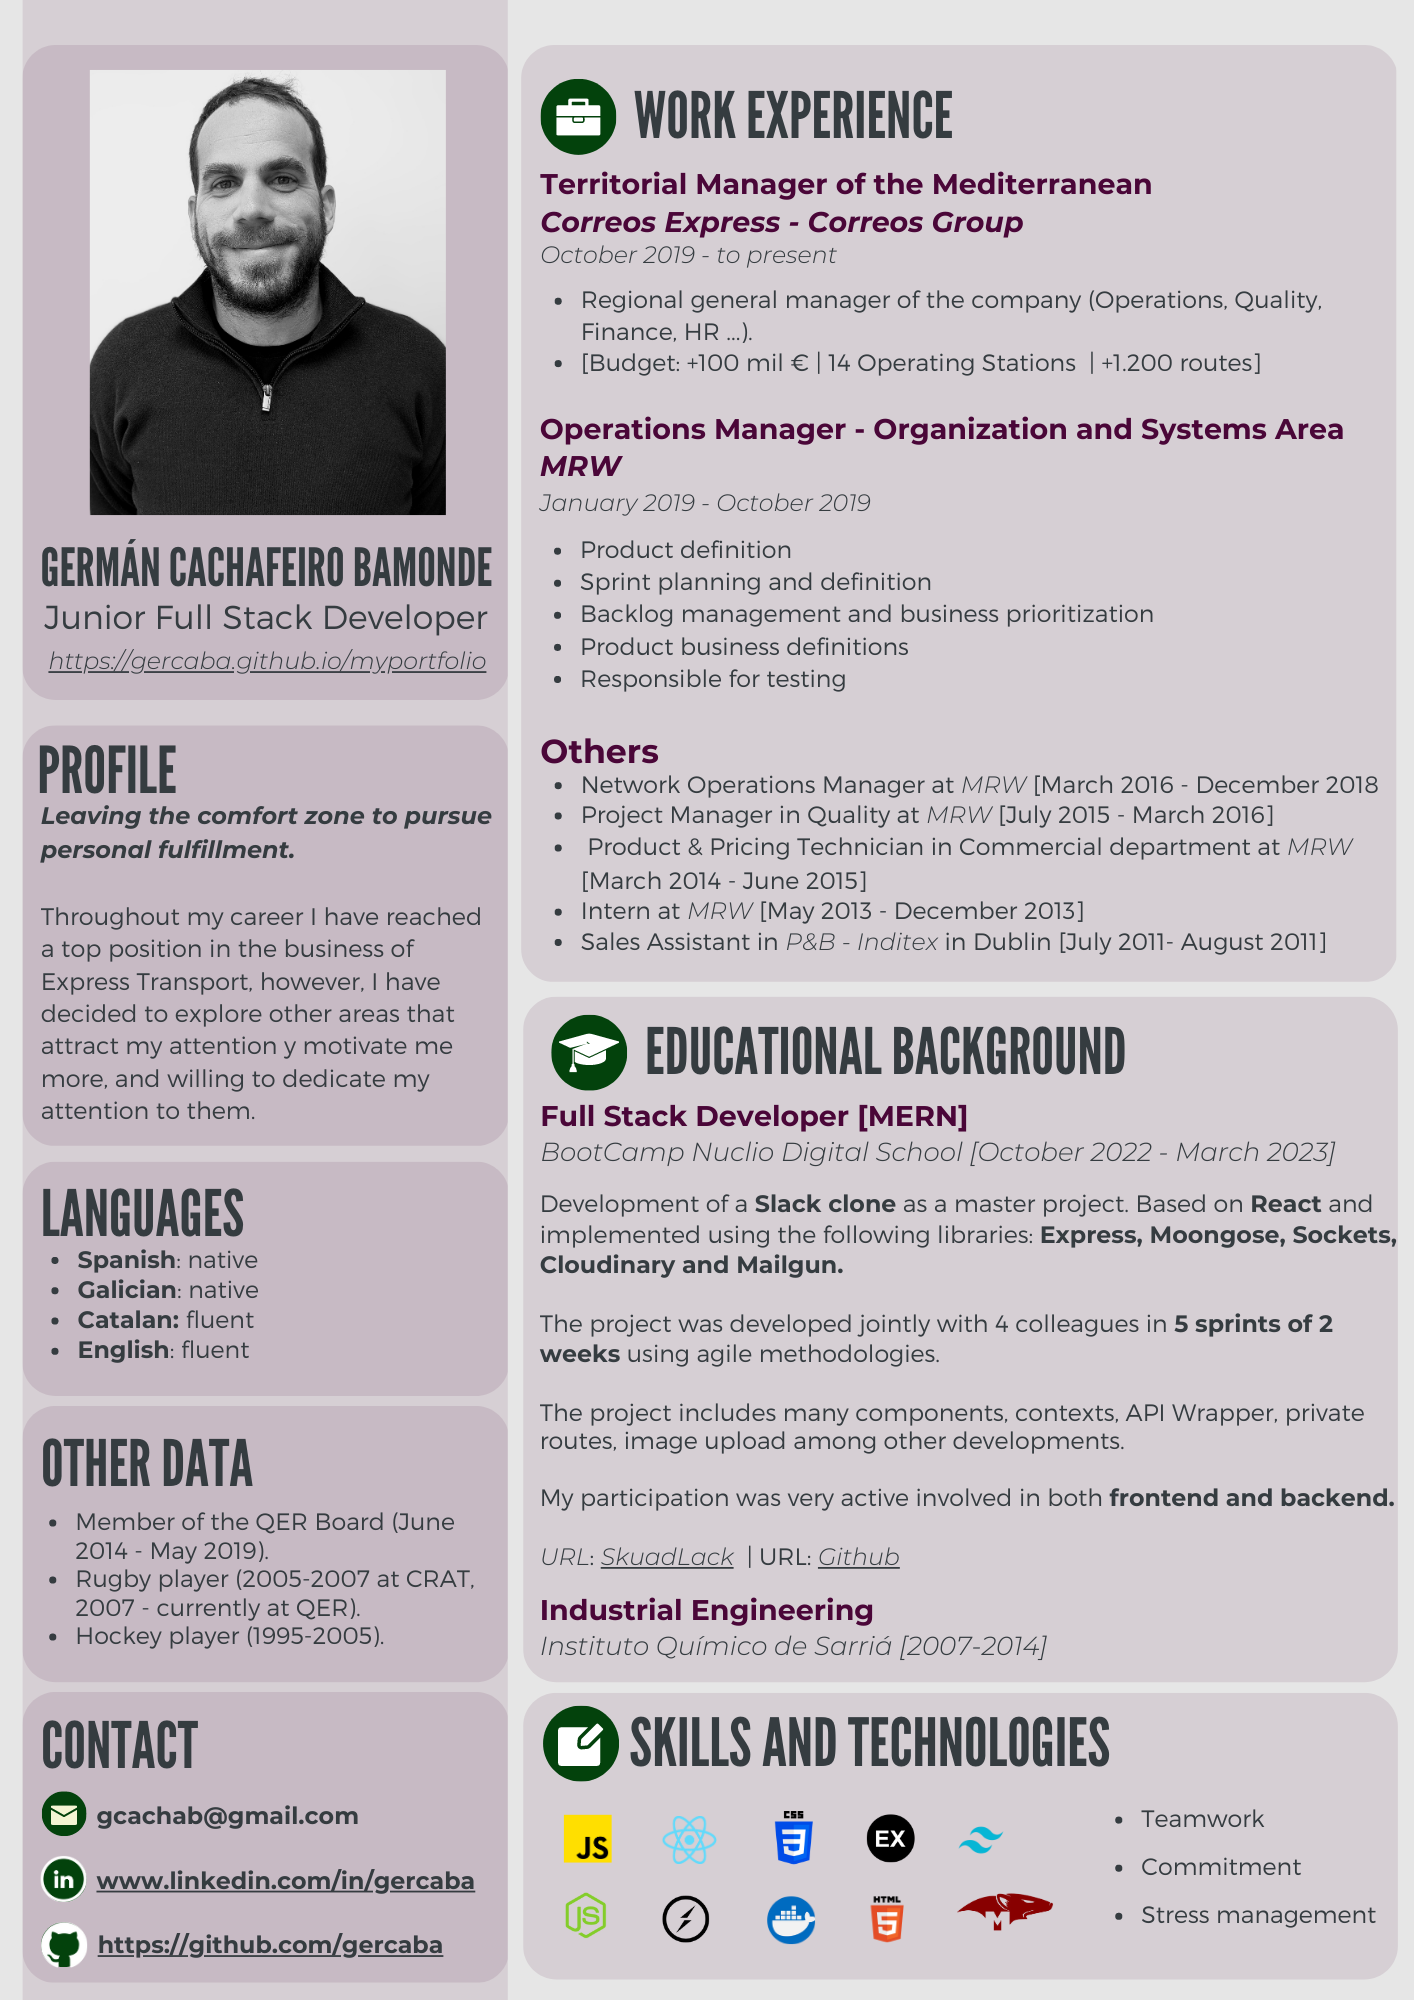 GERMÁN CACHAFEIRO BAMONDE
Junior Full Stack Developer
https://gercaba.github.io/myportfolio
PROFILE
Leaving the comfort zone to pursue
personal fulfillment.
Throughout my career I have reached
a top position in the business of
Express Transport, however, I have
decided to explore other areas that
attract my attention y motivate me
more, and willing to dedicate my
attention to them.
LANGUAGES
• Spanish: native
• Galician: native
• Catalan: fluent
• English: fluent
OTHER DATA
• Member of the QER Board (June
2014 - May 2019).
• Rugby player (2005-2007 at CRAT,
2007 - currently at QER).
• Hockey player (1995-2005).
CONTACT
gcachab@gmail.com
in www.linkedin.com/in/gercaba
https://github.com/gercaba
WORK EXPERIENCE
Territorial Manager of the Mediterranean
Correos Express - Correos Group
October 2019 - to present
• Regional general manager of the company (Operations, Quality,
Finance, HR ...).
• [Budget: +100 mil € | 14 Operating Stations | +1.200 routes]
Operations Manager - Organization and Systems Area
MRW
January 2019 - October 2019
• Product definition
• Sprint planning and definition
• Backlog management and business prioritization
• Product business definitions
• Responsible for testing
Others
• Network Operations Manager at MRW [March 2016 - December 2018
• Project Manager in Quality at MRW [July 2015 - March 2016]
• Product & Pricing Technician in Commercial department at MRW
[March 2014 - June 2015]
• Intern at MRW [May 2013 - December 2013]
• Sales Assistant in P&B - Inditex in Dublin [July 2011- August 2011]
EDUCATIONAL BACKGROUND
Full Stack Developer [MERN]
BootCamp Nuclio Digital School [October 2022 - March 2023]
Development of a Slack clone as a master project. Based on React and
implemented using the following libraries: Express, Moongose, Sockets,
Cloudinary and Mailgun.
The project was developed jointly with 4 colleagues in 5 sprints of 2
weeks using agile methodologies.
The project includes many components, contexts, API Wrapper, private
routes, image upload among other developments.
My participation was very active involved in both frontend and backend.
URL: SkuadLack | URL: Github
Industrial Engineering
Instituto Químico de Sarriá [2007-2014]
SKILLS AND TECHNOLOGIES
JS CSS 3 EX
JS HTML 5 M
• Teamwork
• Commitment
• Stress management